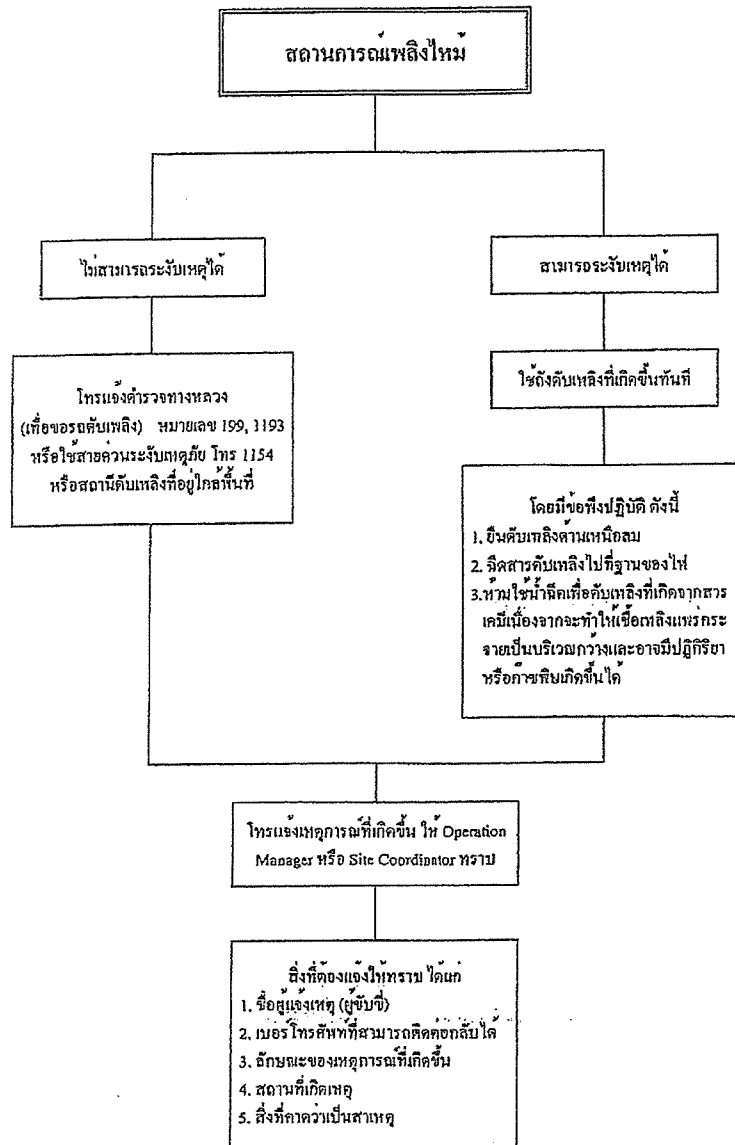 สถานการณ์เพลิงไหม้
ไม่สามารถระงับเหตุได้
สามารถระงับเหตุได้
โทรแจ้งตำรวจทางหลวง
(เพื่อขอรถดับเพลิง) หมายเลข 199, 1193
หรือใช้สายด่วนระงับเหตุภัย โทร 1154
หรือสถานีดับเพลิงที่อยู่ใกล้พื้นที่
ใช้ถังดับเพลิงที่เกิดขึ้นทันที
โดยมีข้อพึงปฏิบัติ ดังนี้
1. ยืนดับเพลิงด้านเหนือลม
2. ฉีดสารดับเพลิงไปที่ฐานของไฟ
3.ห้ามใช้น้ำฉีดเพื่อดับเพลิงที่เกิดจากสาร
เคมีเนื่องจากจะทำให้เชื้อเพลิงแพร่กระ
จายเป็นบริเวณกว้างและอาจมีปฏิกิริยา
หรือก๊าซพิษเกิดขึ้นได้
โทรแจ้งเหตุการณ์ที่เกิดขึ้น ให้ Operation
Manager หรือ Site Coordinator ทราบ
สิ่งที่ต้องแจ้งให้ทราบ ได้แก่
1. ชื่อผู้แจ้งเหตุ (ผู้ขับขี่)
2. เบอร์โทรศัพท์ที่สามารถติดต่อกลับได้
3. ลักษณะของเหตุการณ์ที่เกิดขึ้น
4. สถานที่เกิดเหตุ
5. สิ่งที่คาดว่าเป็นสาเหตุ